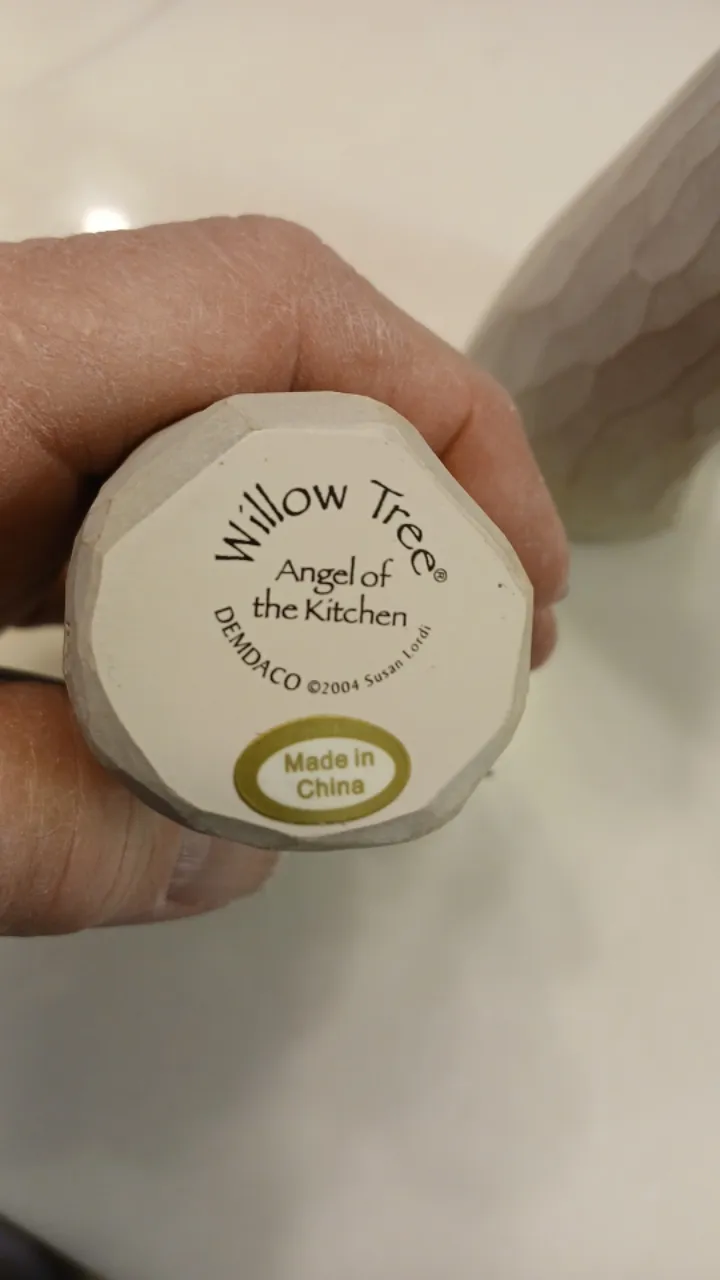 Willow Tree®
Angel of
the Kitchen
DEMDACO ©2004 Susan Lordi
Made in
China